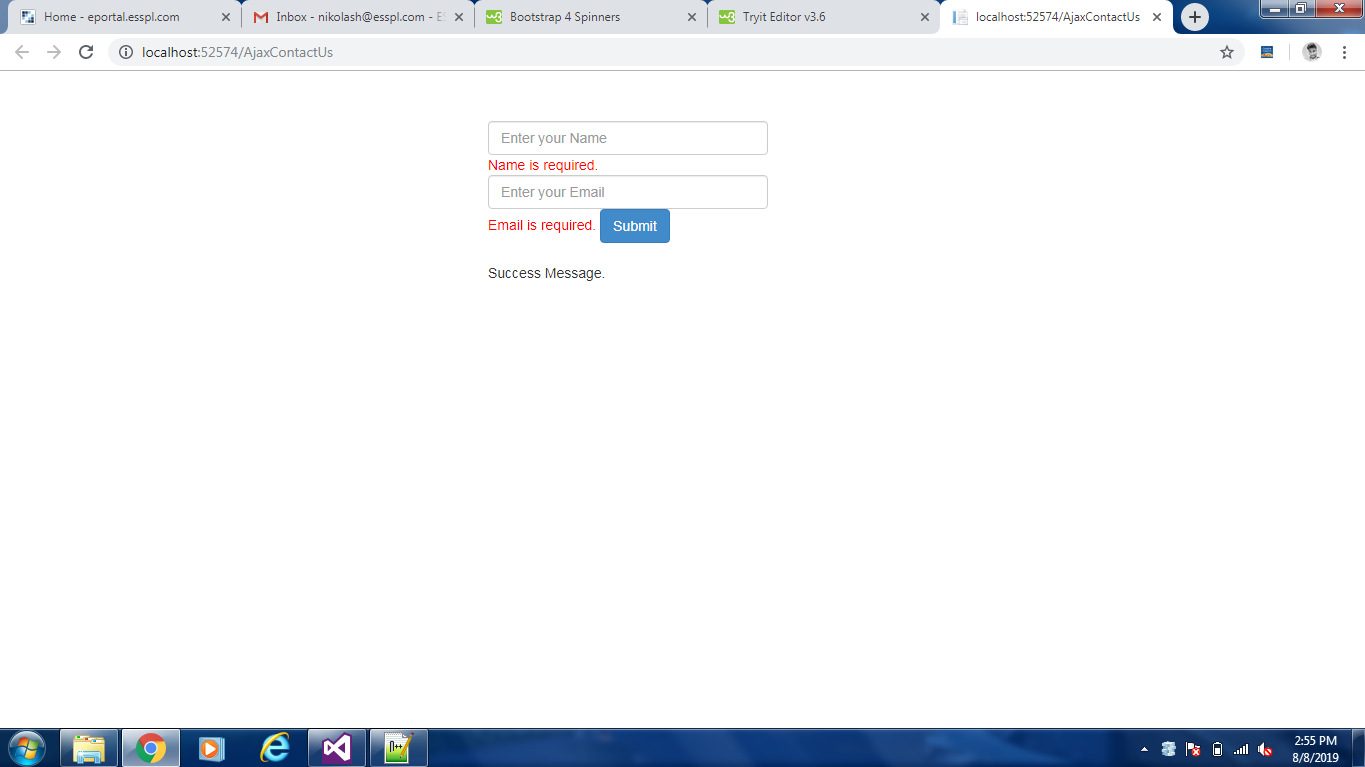 Home - eportal.esspl.com
Inbox - nikolash@esspl.com - ES
Bootstrap 4 Spinners
Tryit Editor v3.6
localhost:52574/AjaxContactUs
localhost:52574/AjaxContactUs
Enter your Name
Name is required.
Enter your Email
Email is required. Submit
Success Message.
2:55 PM
8/8/2019